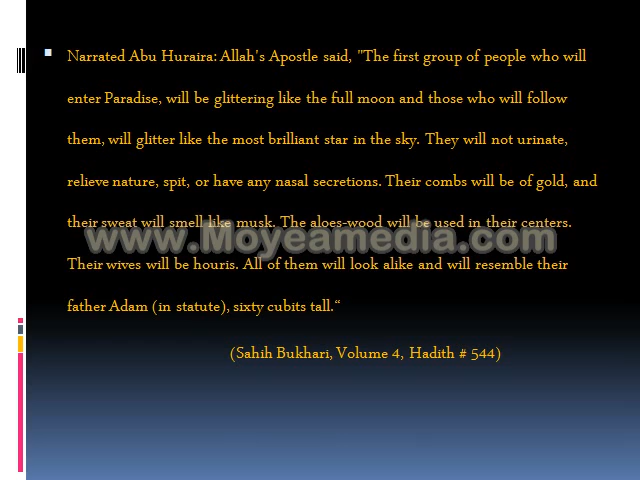 Narrated Abu Huraira: Allah's Apostle said, "The first group of people who will
enter Paradise, will be glittering like the full moon and those who will follow
them, will glitter like the most brilliant star in the sky. They will not urinate,
relieve nature, spit, or have any nasal secretions. Their combs will be of gold, and
their sweat will smell like musk. The aloes-wood will be used in their centers.
www.Moyeamedia.com
Their wives will be houris. All of them will look alike and will resemble their
father Adam (in statute), sixty cubits tall.“
(Sahih Bukhari, Volume 4, Hadith # 544)